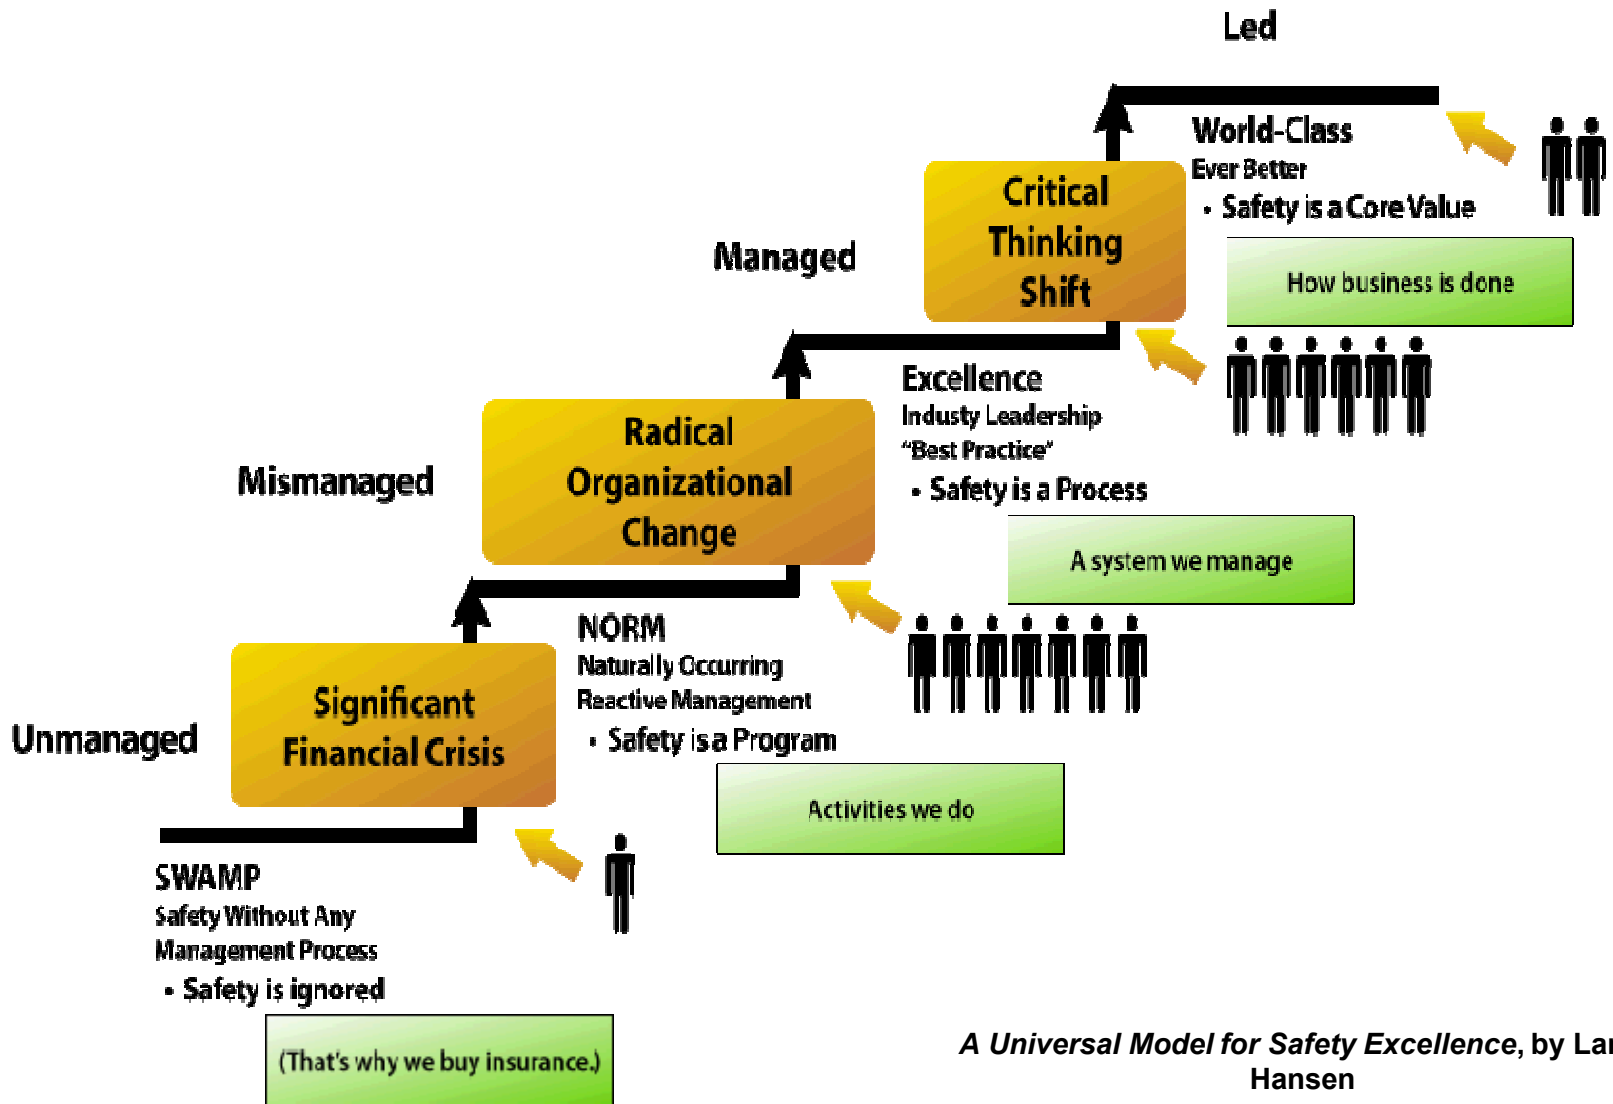 Led
World-Class
Ever Better
• Safety is a Core Value
How business is done
Critical
Thinking
Shift
Managed
Excellence
Industy Leadership
“Best Practice”
• Safety is a Process
A system we manage
Radical
Organizational
Change
Mismanaged
NORM
Naturally Occurring
Reactive Management
• Safety is a Program
Activities we do
Significant
Financial Crisis
Unmanaged
SWAMP
Safety Without Any
Management Process
• Safety is ignored
(That's why we buy insurance.)
A Universal Model for Safety Excellence, by
Hansen